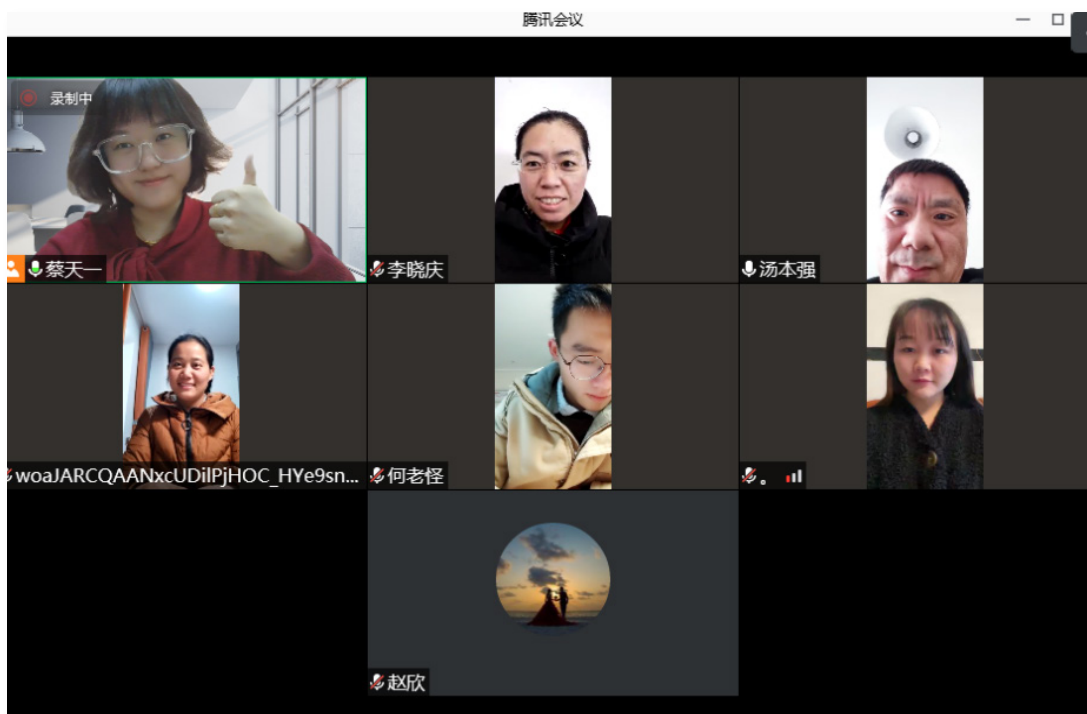 腾讯会议
录制中
蔡天一
李晓庆
汤本强
woaJARCQAANxcUDilPjHOC_HYe9sn...
何老怪
。
赵欣